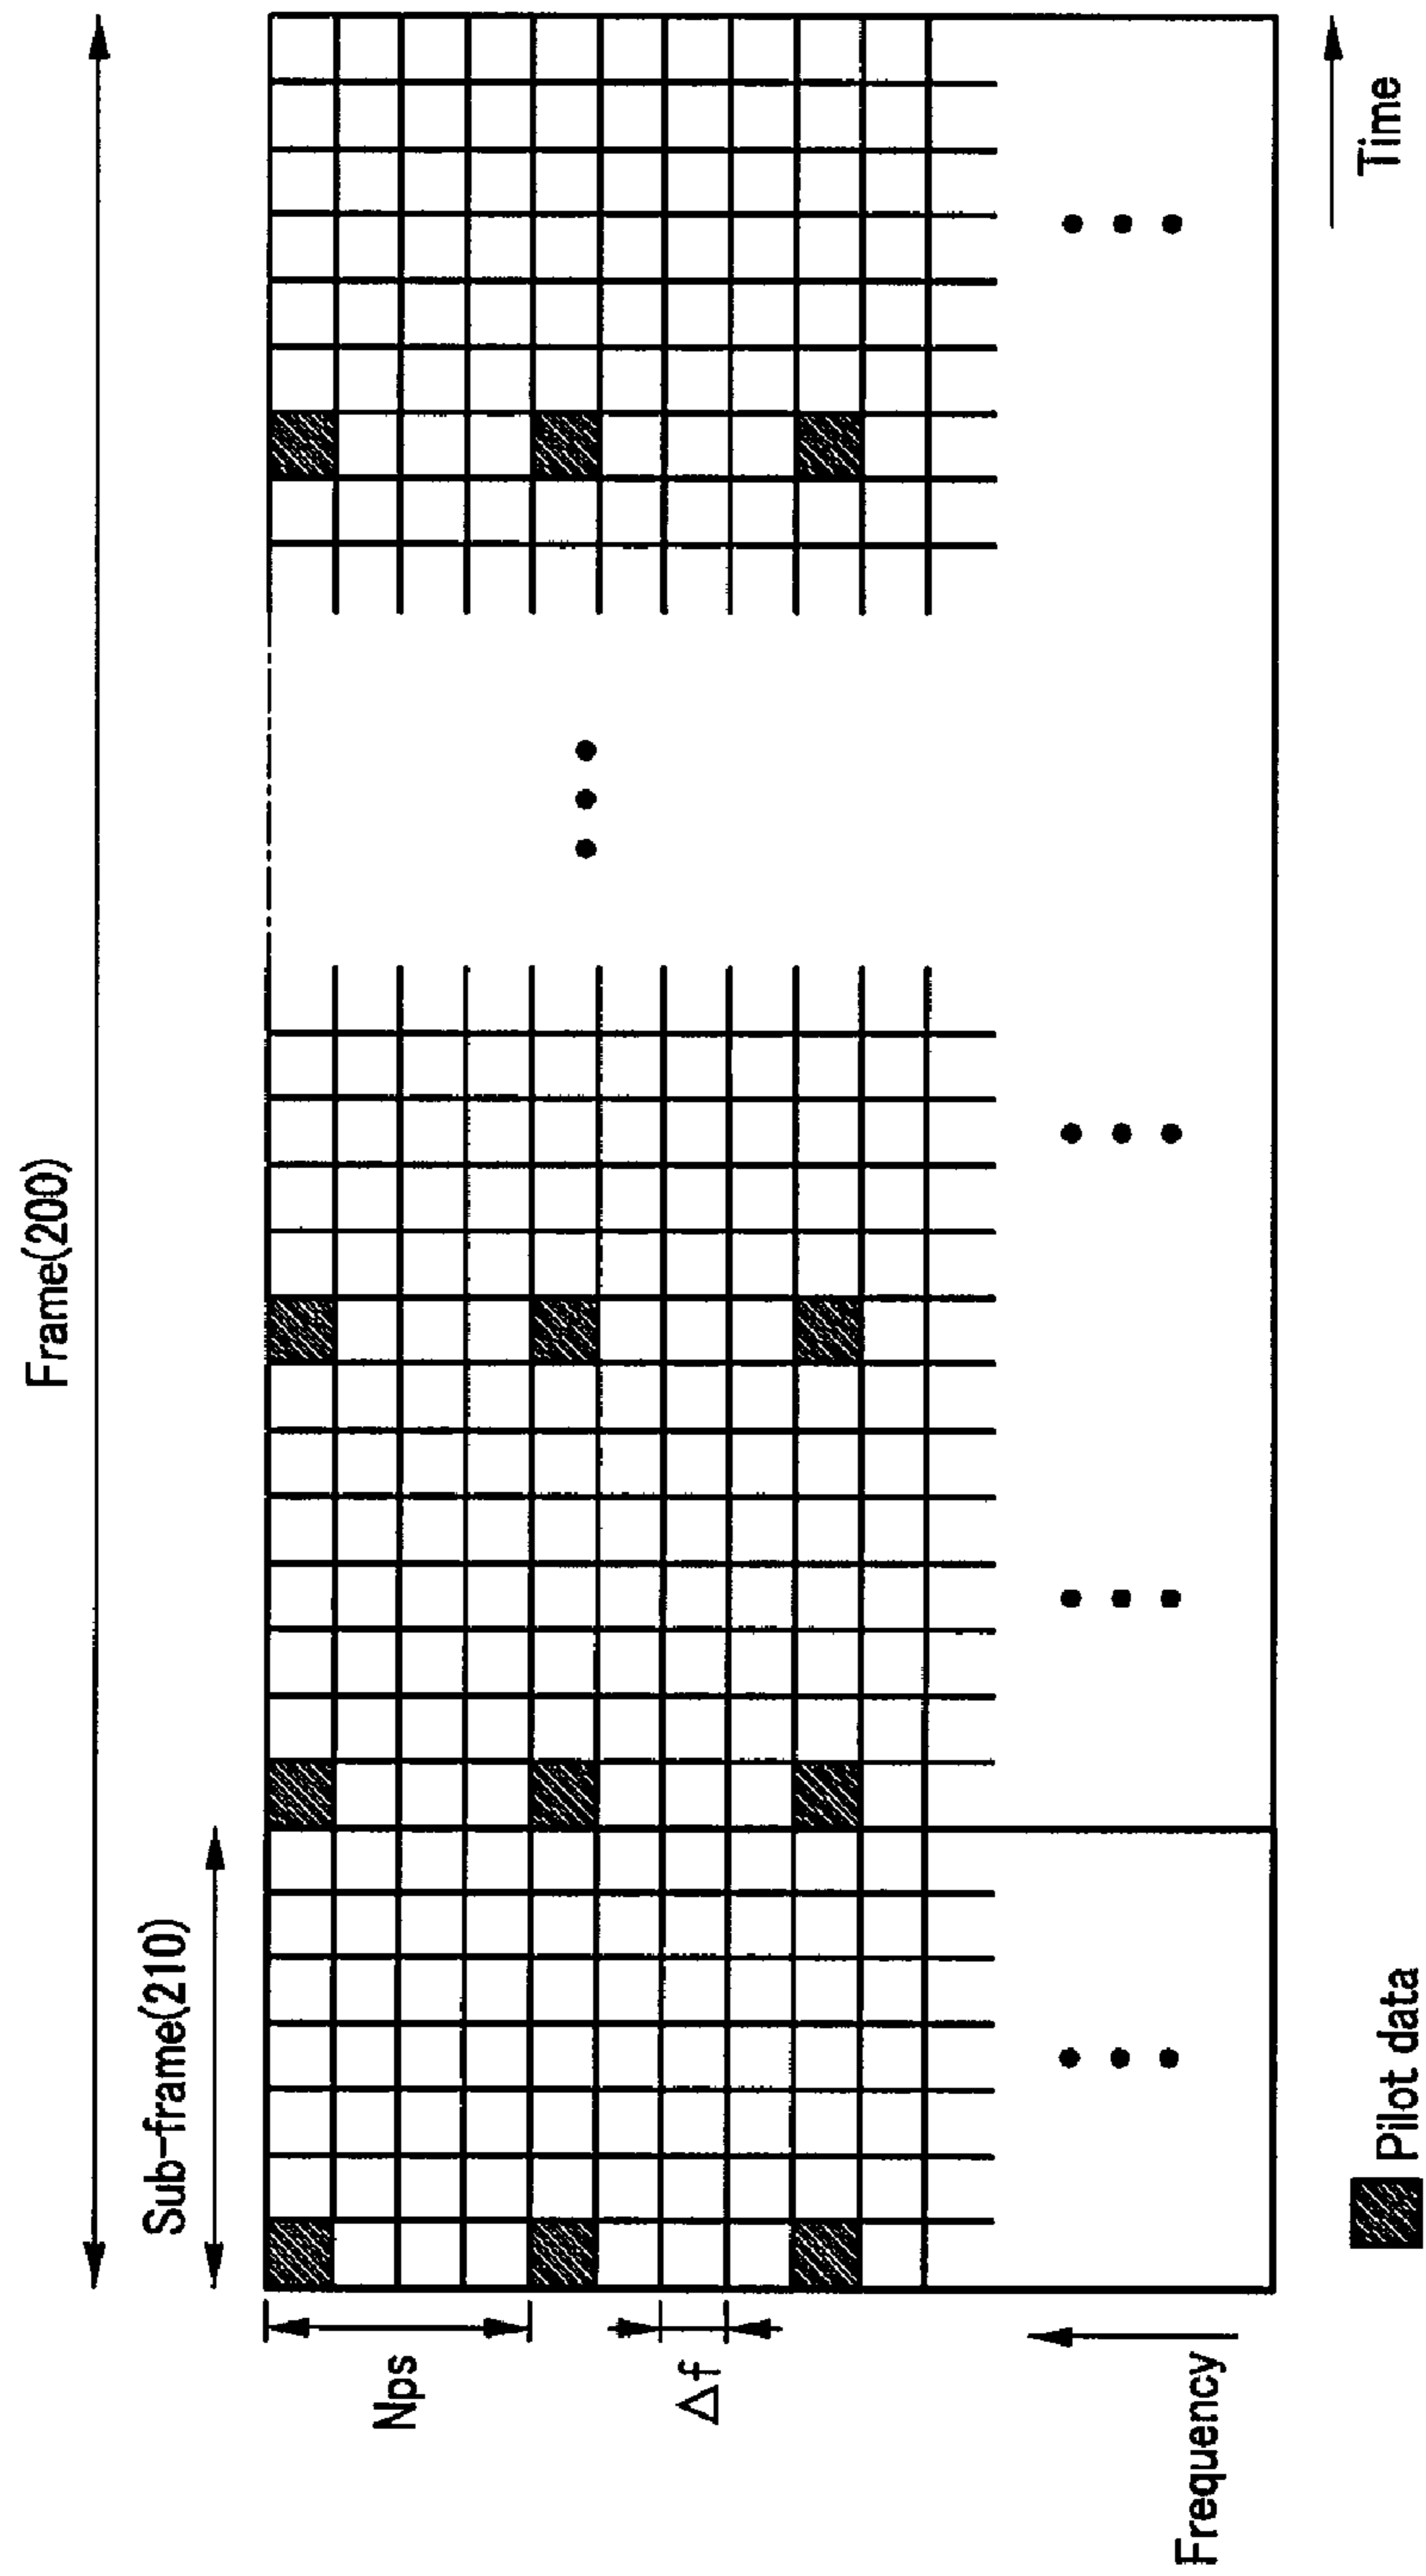 Frame(200)
Sub-frame(210)
Nps
Δf
Frequency
Time
Pilot data